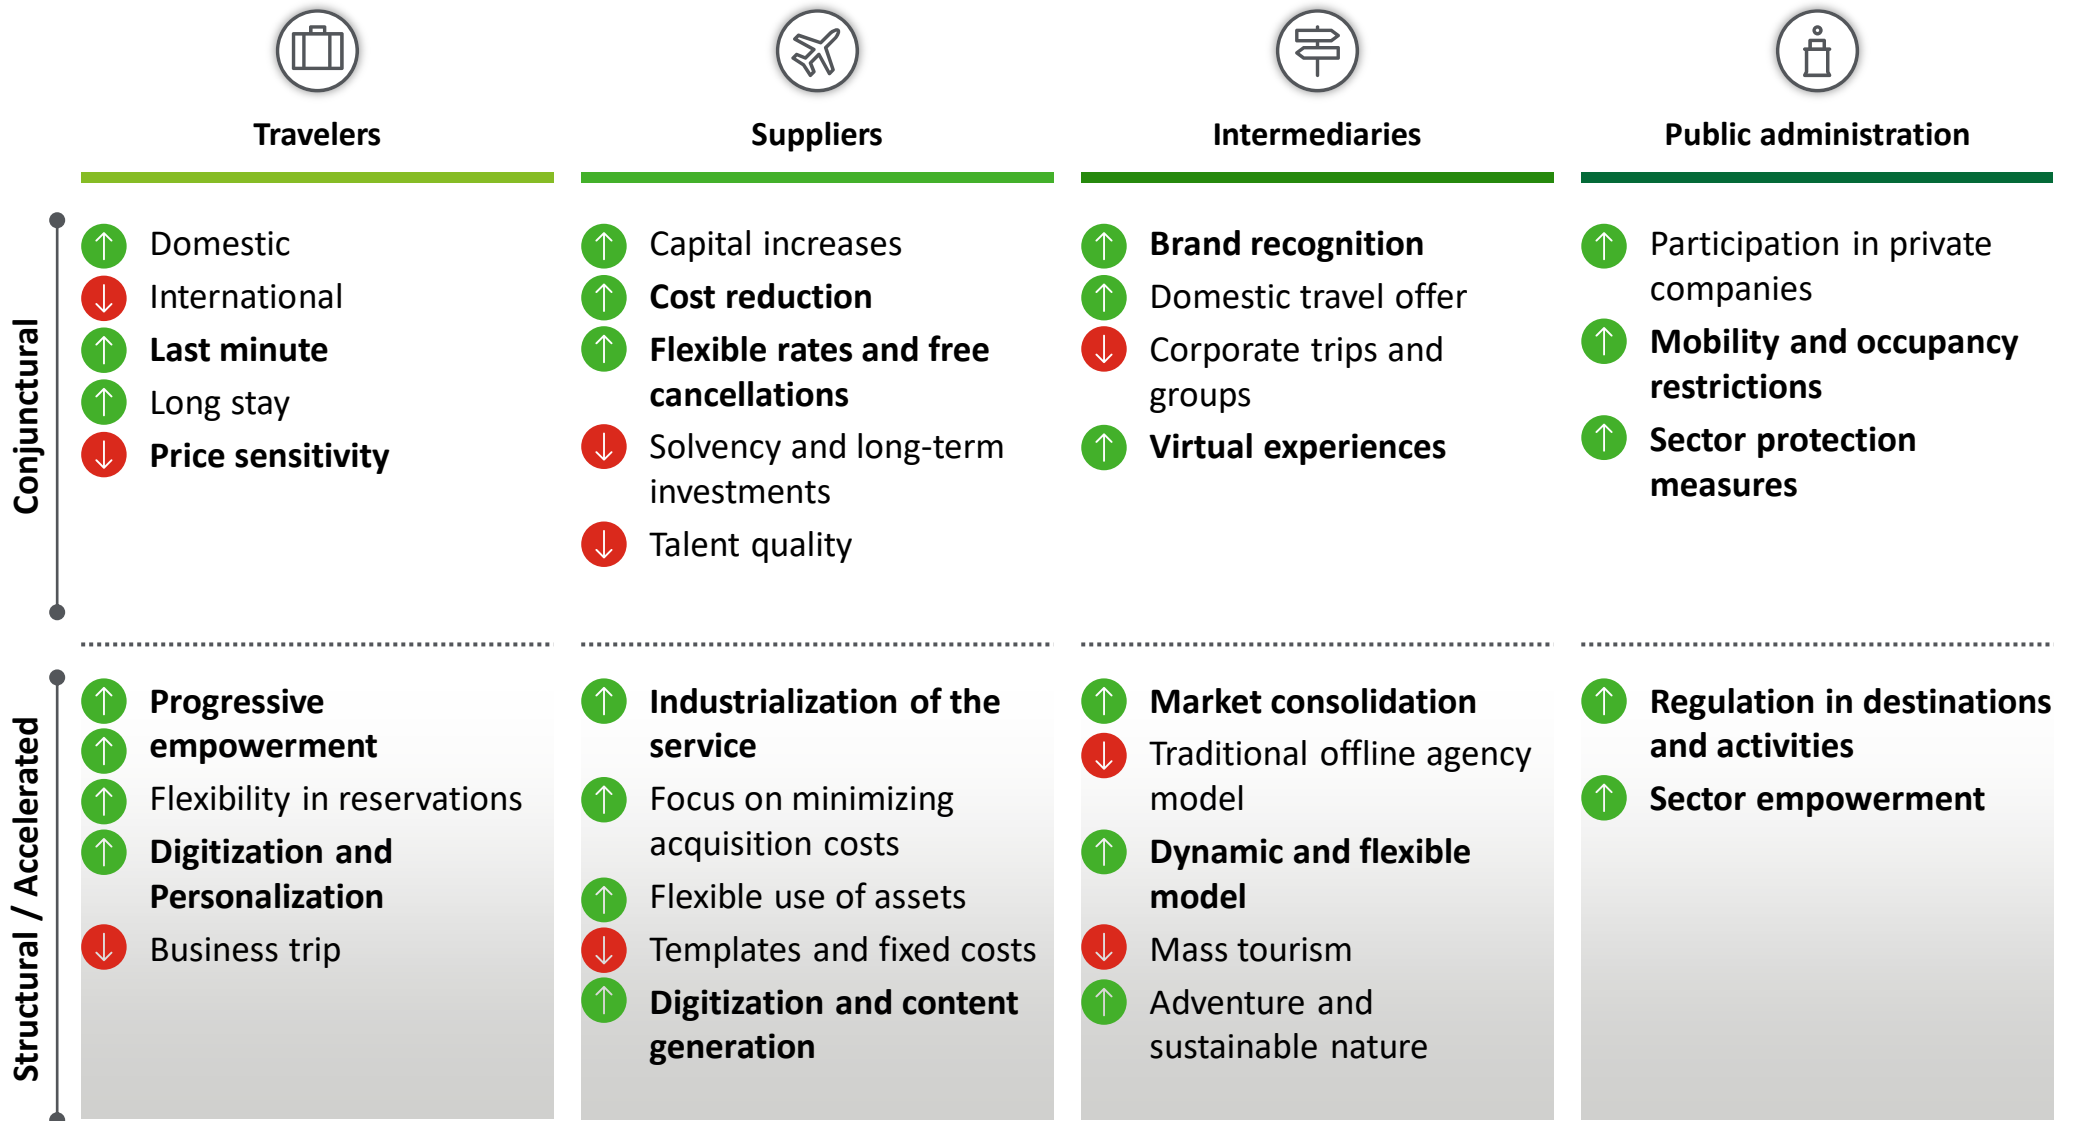 Travelers
Suppliers
Intermediaries
Public administration
Conjunctural
Domestic
International
Last minute
Long stay
Price sensitivity
Capital increases
Cost reduction
Flexible rates and free
cancellations
Solvency and long-term
investments
Talent quality
Brand recognition
Domestic travel offer
Corporate trips and
groups
Virtual experiences
Participation in private
companies
Mobility and occupancy
restrictions
Sector protection
measures
Structural / Accelerated
Progressive
empowerment
Flexibility in reservations
Digitization and
Personalization
Business trip
Industrialization of the
service
Focus on minimizing
acquisition costs
Flexible use of assets
Templates and fixed costs
Digitization and content
generation
Market consolidation
Traditional offline agency
model
Dynamic and flexible
model
Mass tourism
Adventure and
sustainable nature
Regulation in destinations
and activities
Sector empowerment